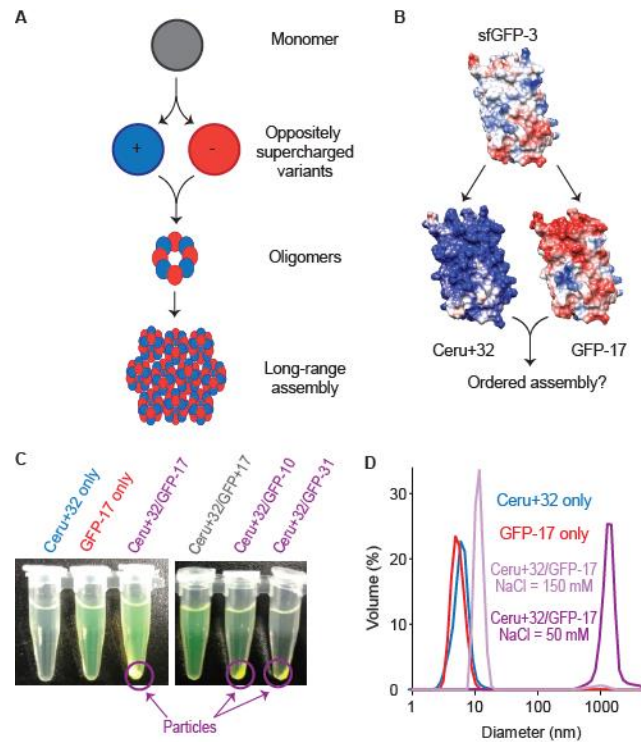 A
Monomer
+
-
Oppositely
supercharged
variants
Oligomers
Long-range
assembly
B
sfGFP-3
Ceru+32
GFP-17
Ordered assembly?
C
Ceru+32 only
GFP-17 only
Ceru+32/GFP-17
Ceru+32/GFP+17
Ceru+32/GFP-10
Ceru+32/GFP-31
Particles
D
Volume (%)
30
20
10
0
Ceru+32 only
GFP-17 only
Ceru+32/GFP-17
NaCl = 150 mM
Ceru+32/GFP-17
NaCl = 50 mM
1
10
100
1000
Diameter (nm)